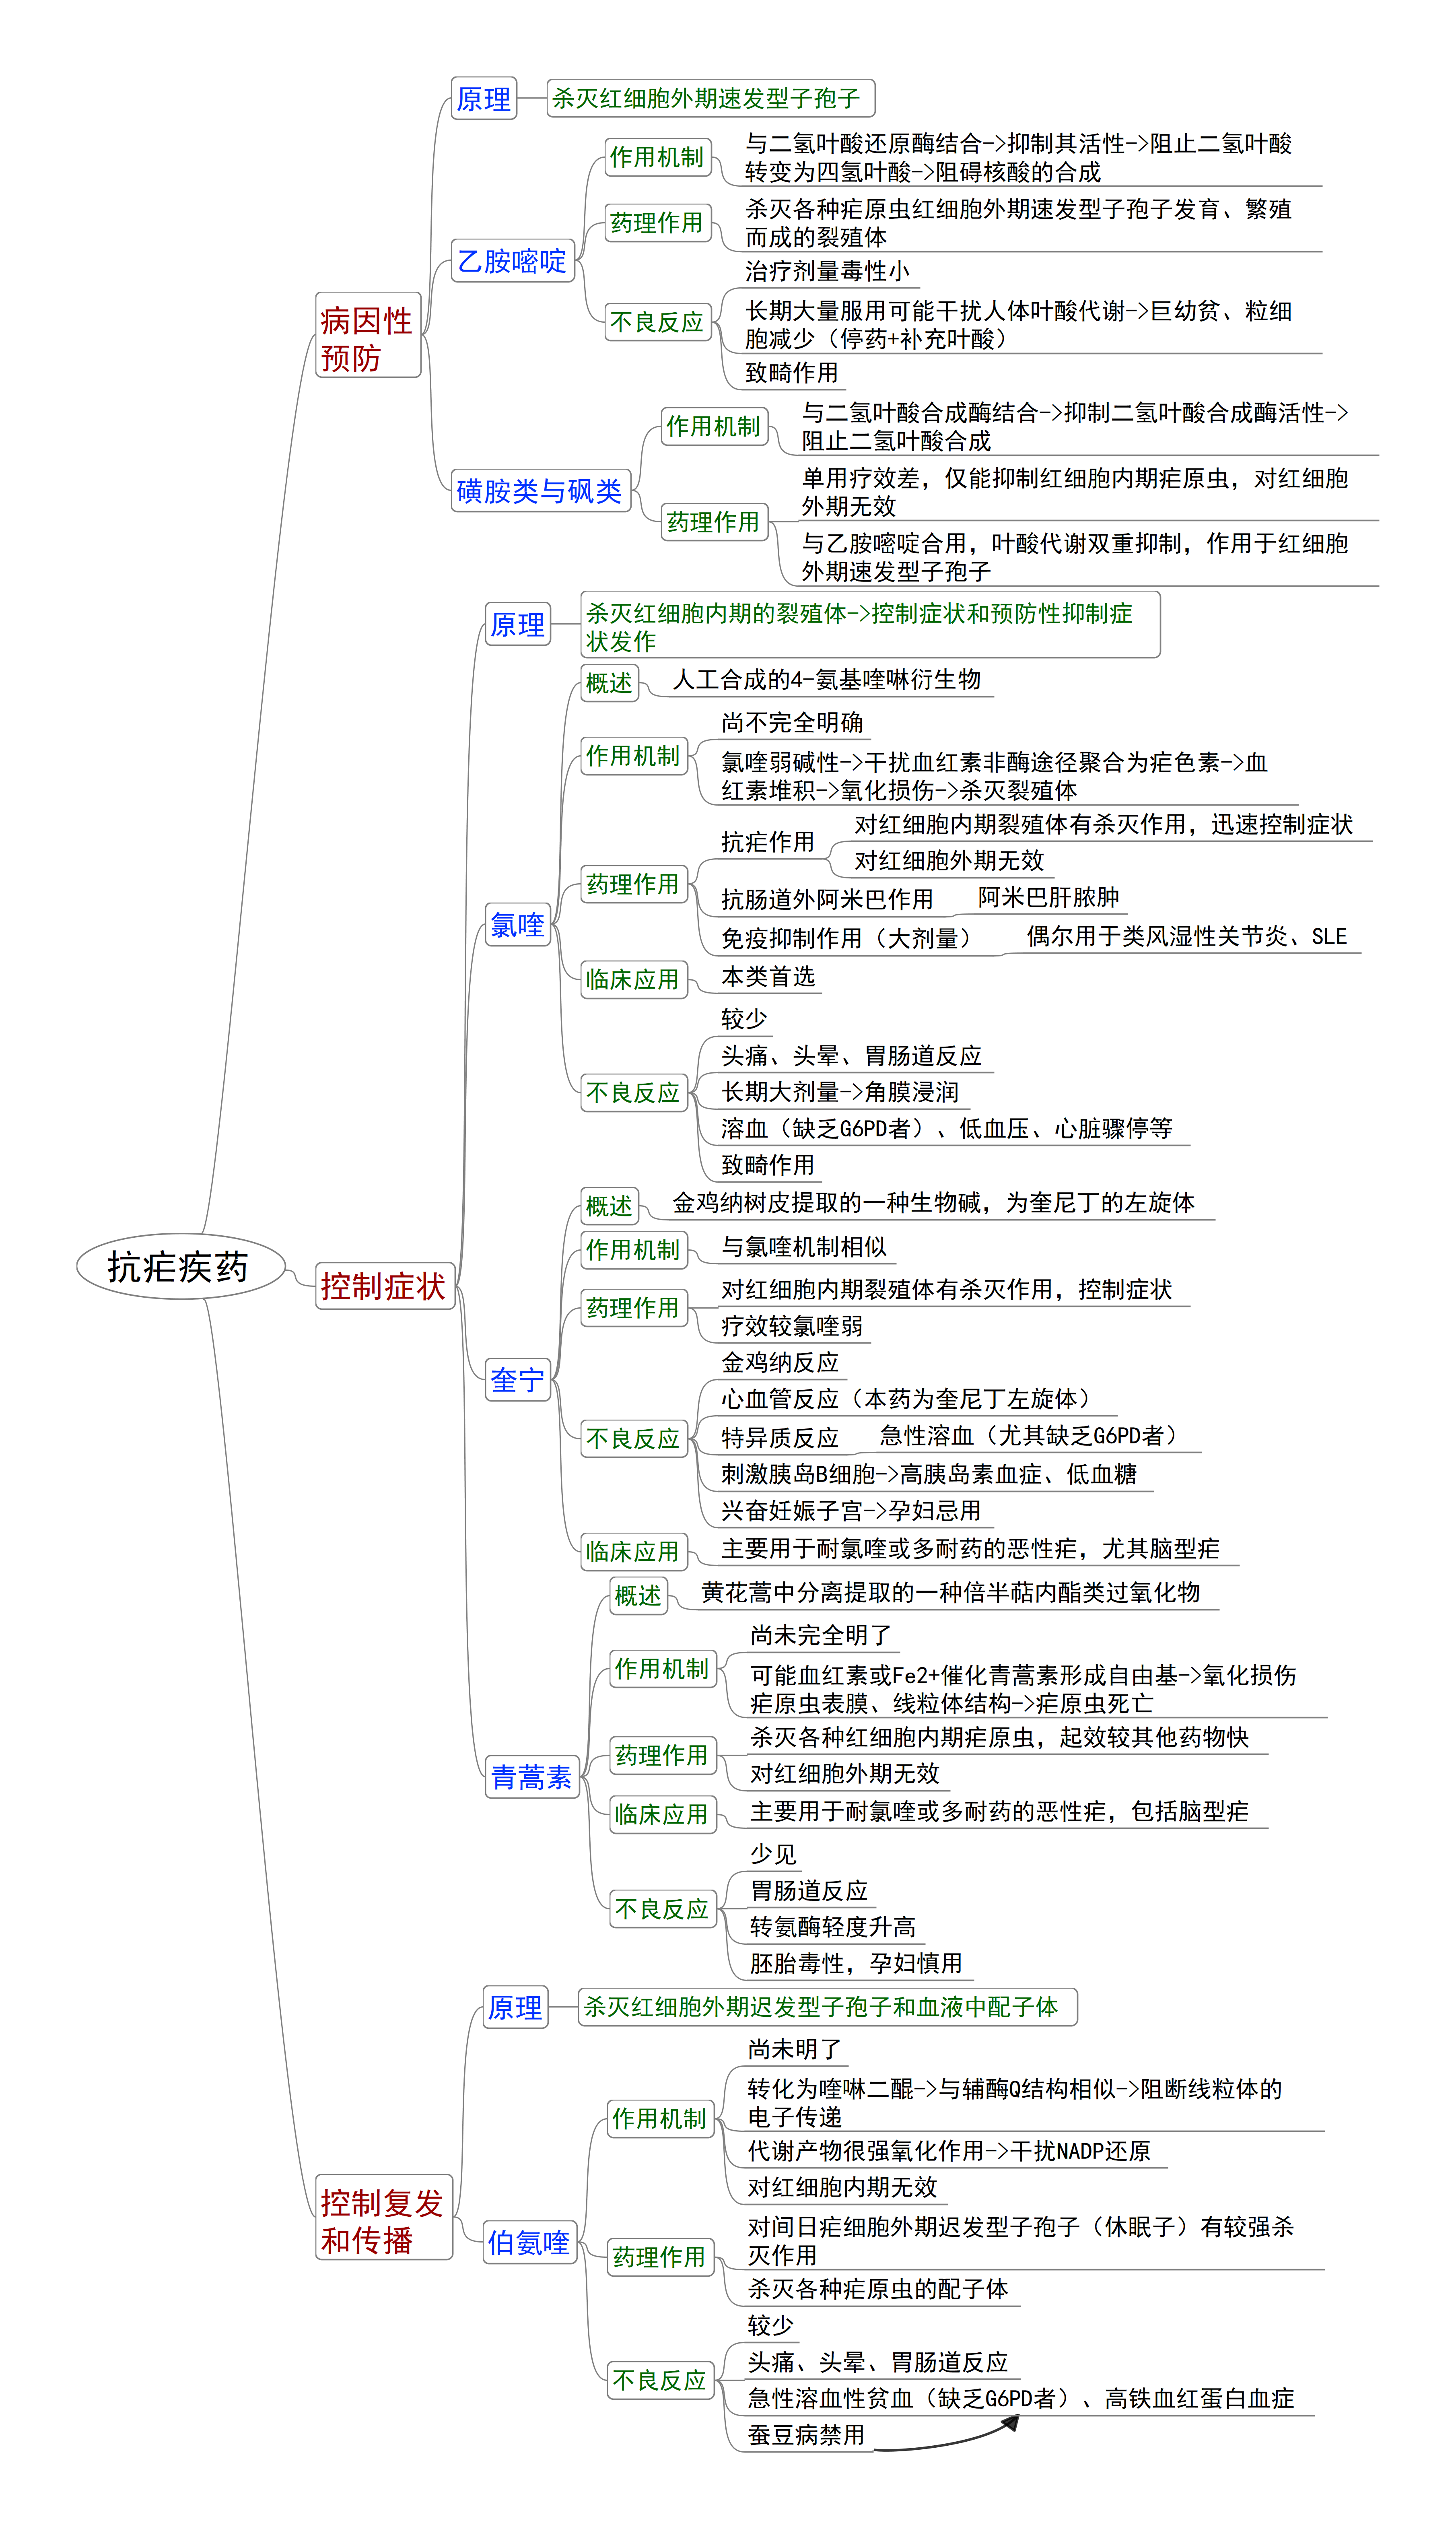 抗疟疾药
病因性
预防
原理
杀灭红细胞外期速发型子孢子
乙胺嘧啶
作用机制
与二氢叶酸还原酶结合->抑制其活性->阻止二氢叶酸
转变为四氢叶酸->阻碍核酸的合成
药理作用
杀灭各种疟原虫红细胞外期速发型子孢子发育、繁殖
而成的裂殖体
不良反应
治疗剂量毒性小
长期大量服用可能干扰人体叶酸代谢->巨幼贫、粒细
胞减少（停药+补充叶酸）
致畸作用
磺胺类与砜类
作用机制
与二氢叶酸合成酶结合->抑制二氢叶酸合成酶活性->
阻止二氢叶酸合成
药理作用
单用疗效差，仅能抑制红细胞内期疟原虫，对红细胞
外期无效
与乙胺嘧啶合用，叶酸代谢双重抑制，作用于红细胞
外期速发型子孢子
控制症状
原理
杀灭红细胞内期的裂殖体->控制症状和预防性抑制症
状发作
氯喹
概述
人工合成的4-氨基喹啉衍生物
作用机制
尚不完全明确
氯喹弱碱性->干扰血红素非酶途径聚合为疟色素->血
红素堆积->氧化损伤->杀灭裂殖体
药理作用
抗疟作用
对红细胞内期裂殖体有杀灭作用，迅速控制症状
对红细胞外期无效
抗肠道外阿米巴作用
阿米巴肝脓肿
免疫抑制作用（大剂量）
偶尔用于类风湿性关节炎、SLE
临床应用
本类首选
不良反应
较少
头痛、头晕、胃肠道反应
长期大剂量->角膜浸润
溶血（缺乏G6PD者）、低血压、心脏骤停等
致畸作用
奎宁
概述
金鸡纳树皮提取的一种生物碱，为奎尼丁的左旋体
作用机制
与氯喹机制相似
药理作用
对红细胞内期裂殖体有杀灭作用，控制症状
疗效较氯喹弱
不良反应
金鸡纳反应
心血管反应（本药为奎尼丁左旋体）
特异质反应
急性溶血（尤其缺乏G6PD者）
刺激胰岛B细胞->高胰岛素血症、低血糖
兴奋妊娠子宫->孕妇忌用
临床应用
主要用于耐氯喹或多耐药的恶性疟，尤其脑型疟
青蒿素
概述
黄花蒿中分离提取的一种倍半萜内酯类过氧化物
作用机制
尚未完全明了
可能血红素或Fe2+催化青蒿素形成自由基->氧化损伤
疟原虫表膜、线粒体结构->疟原虫死亡
药理作用
杀灭各种红细胞内期疟原虫，起效较其他药物快
对红细胞外期无效
临床应用
主要用于耐氯喹或多耐药的恶性疟，包括脑型疟
不良反应
少见
胃肠道反应
转氨酶轻度升高
胚胎毒性，孕妇慎用
控制复发
和传播
原理
杀灭红细胞外期迟发型子孢子和血液中配子体
伯氨喹
作用机制
尚未明了
转化为喹啉二醌->与辅酶Q结构相似->阻断线粒体的
电子传递
代谢产物很强氧化作用->干扰NADP还原
对红细胞内期无效
药理作用
对间日疟细胞外期迟发型子孢子（休眠子）有较强杀
灭作用
杀灭各种疟原虫的配子体
不良反应
较少
头痛、头晕、胃肠道反应
急性溶血性贫血（缺乏G6PD者）、高铁血红蛋白血症
蚕豆病禁用